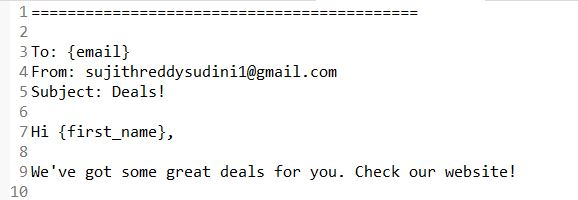 1 ===========================================
2
3 To: {email}
4 From: sujithreddysudini1@gmail.com
5 Subject: Deals!
6
7 Hi {first_name},
8
9 We've got some great deals for you. Check our website!
10